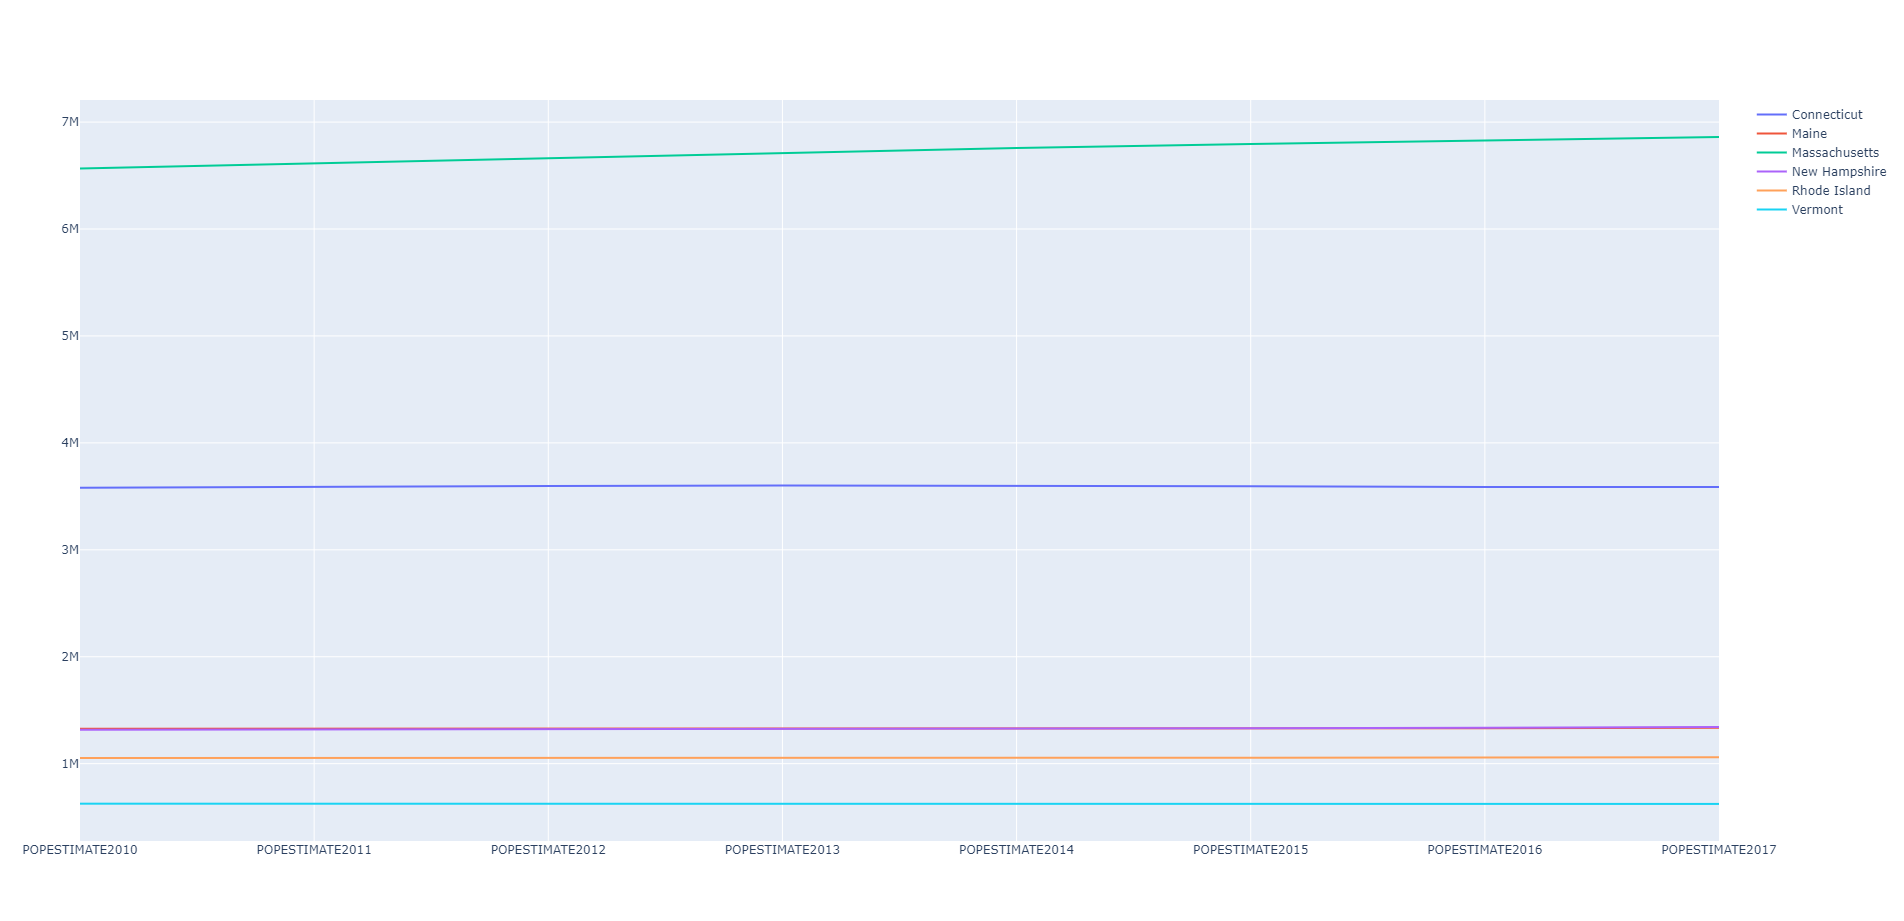 7M
6M
5M
4M
3M
2M
1M
POPESTIMATE2010
POPESTIMATE2011
POPESTIMATE2012
POPESTIMATE2013
POPESTIMATE2014
POPESTIMATE2015
POPESTIMATE2016
POPESTIMATE2017
Connecticut
Maine
Massachusetts
New Hampshire
Rhode Island
Vermont